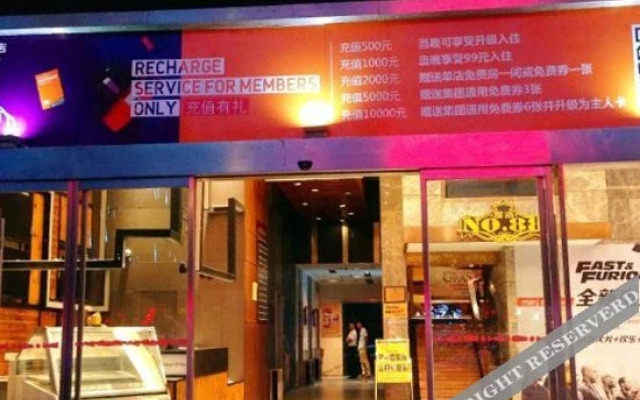 言
RECHARGE
SERVICE FOR MEMBERS
ONLY 充值有礼
充值500元 当晚可享受升级入住
充值1000元 当晚享受99元入住
充值2000元 赠送单店免费房一间或免费券一张
充值5000元 赠送集团通用免费券3张
充值10000元 赠送集团通用免费券6张并升级为主人卡
NO.8
FAST &
FURIO
全
RIGHT RESERVERD